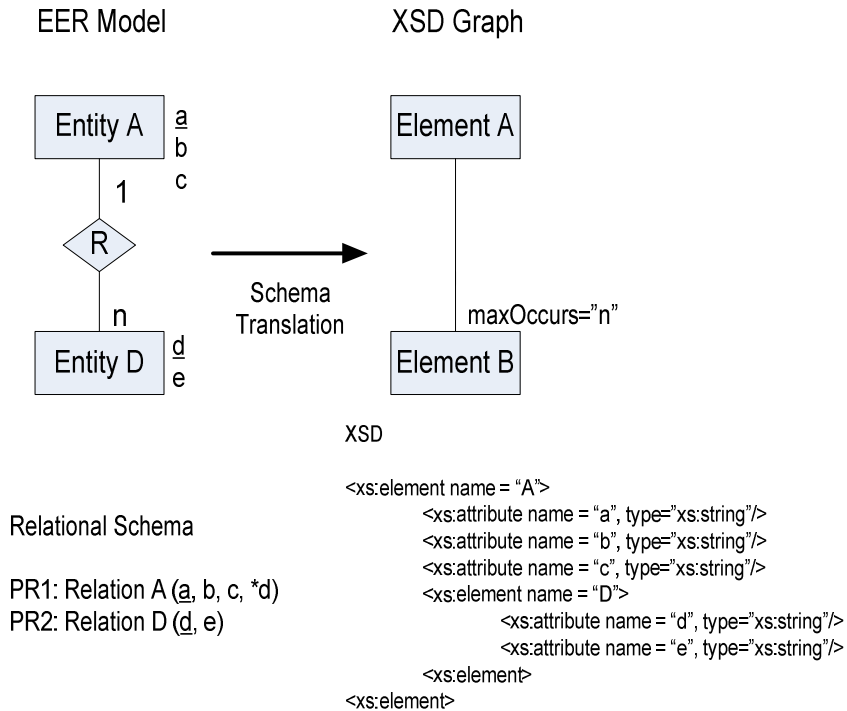 EER Model
XSD Graph
Entity A
a
b
c
1
R
n
Entity D
d
e
Schema
Translation
Element A
maxOccurs=”n”
Element B
Relational Schema
PR1: Relation A (a, b, c, *d)
PR2: Relation D (d, e)
XSD
<xs:element name = “A”>
<xs:attribute name = “a”, type=”xs:string”/>
<xs:attribute name = “b”, type=”xs:string”/>
<xs:attribute name = “c”, type=”xs:string”/>
<xs:element name = “D”>
<xs:attribute name = “d”, type=”xs:string”/>
<xs:attribute name = “e”, type=”xs:string”/>
<xs:element>
<xs:element>